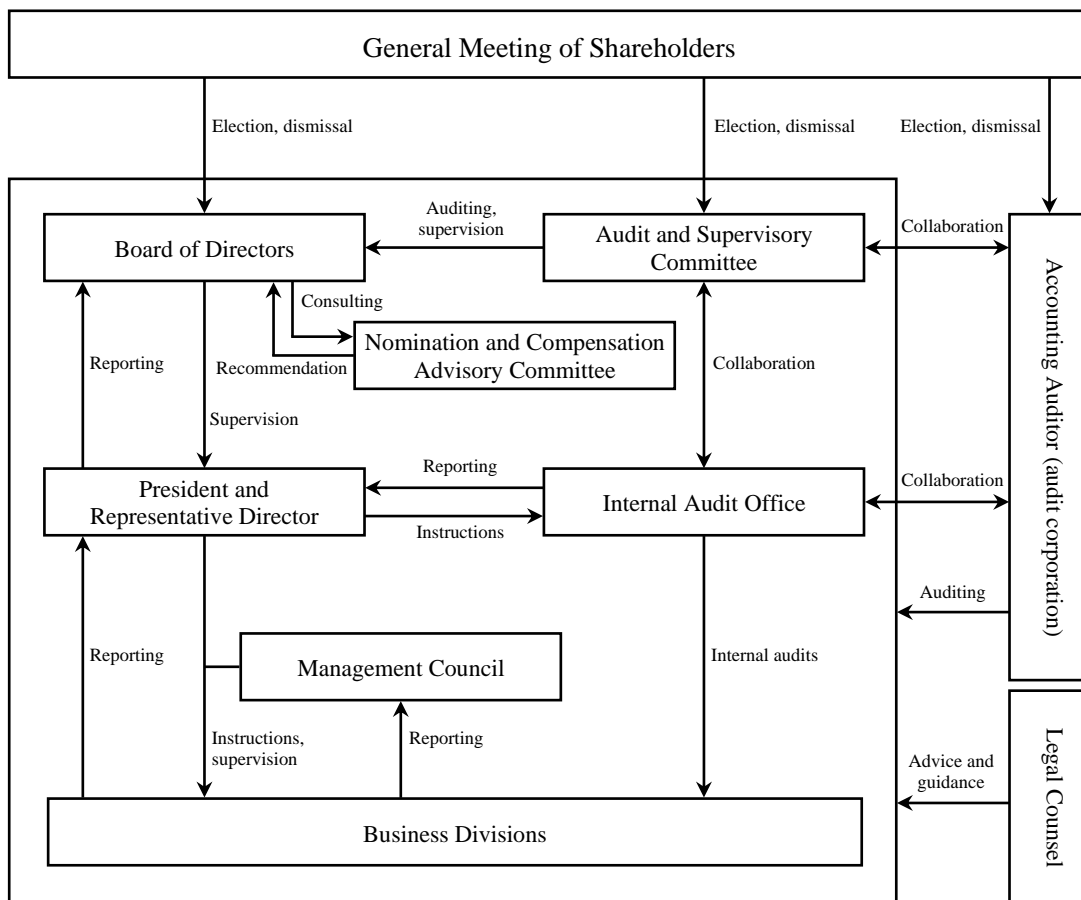 General Meeting of Shareholders
Election, dismissal
Election, dismissal
Election, dismissal
Board of Directors
Auditing,
supervision
Audit and Supervisory
Committee
Collaboration
Consulting
Nomination and Compensation
Advisory Committee
Recommendation
Reporting
Collaboration
Supervision
Accounting Auditor (audit corporation)
President and
Representative Director
Reporting
Instructions
Internal Audit Office
Collaboration
Auditing
Reporting
Management Council
Internal audits
Instructions,
supervision
Reporting
Advice and
guidance
Legal Counsel
Business Divisions